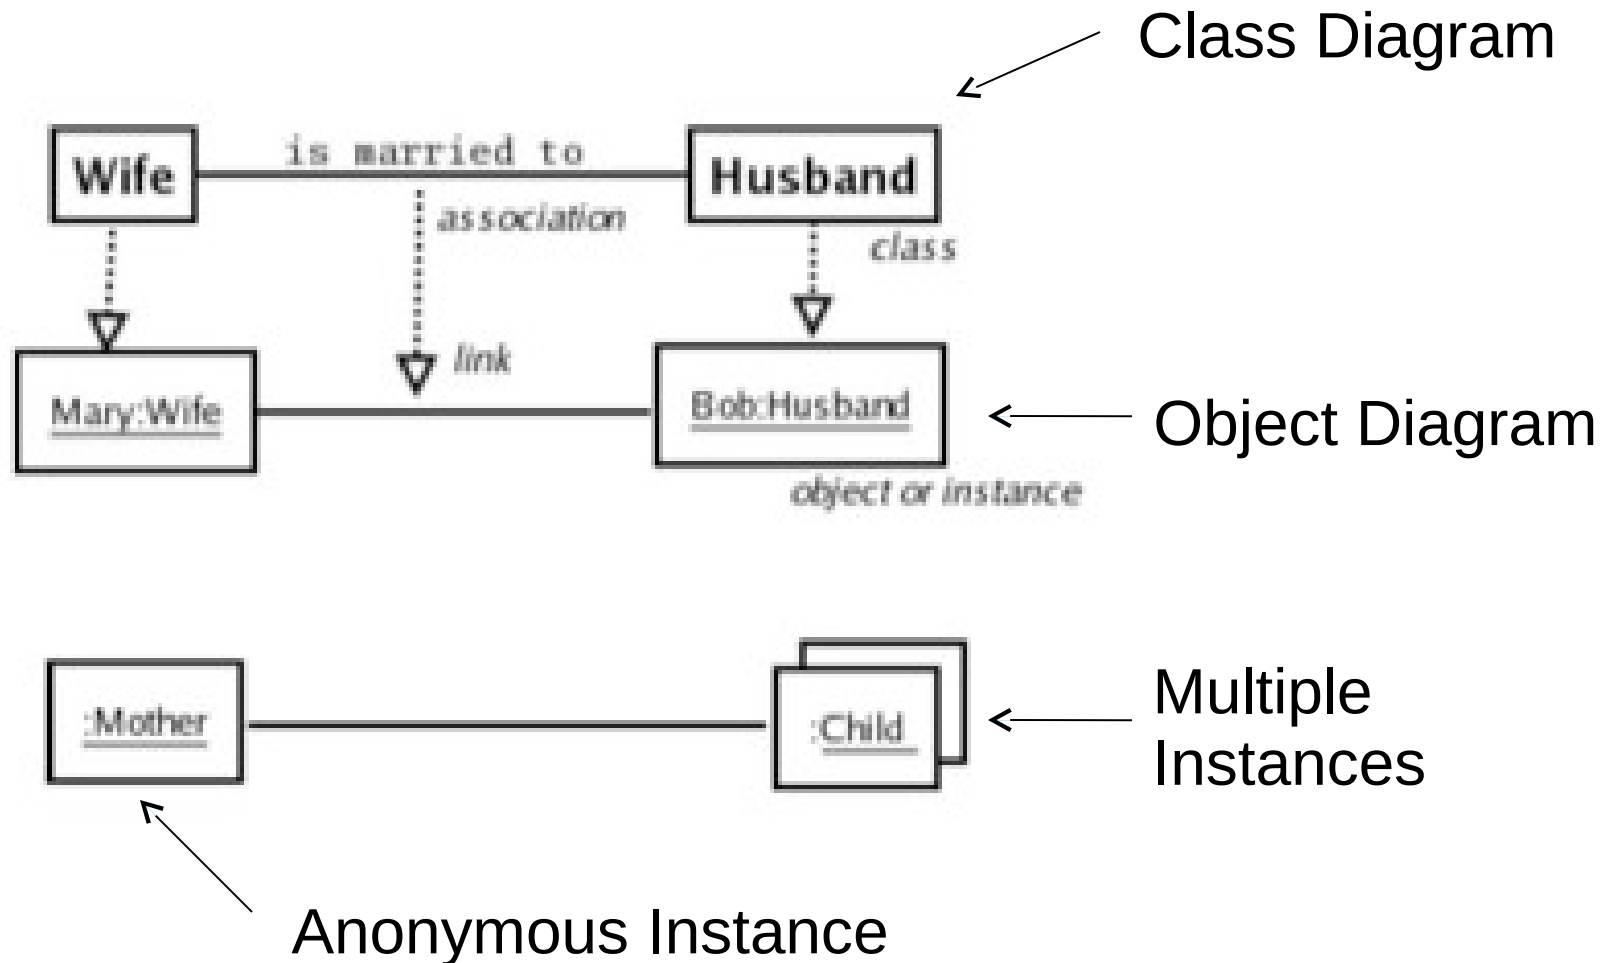 Class Diagram
is married to
Wife
Husband
association
class
link
Mary:Wife
Bob:Husband
Object Diagram
object or instance
:Mother
:Child
Multiple
Instances
Anonymous Instance